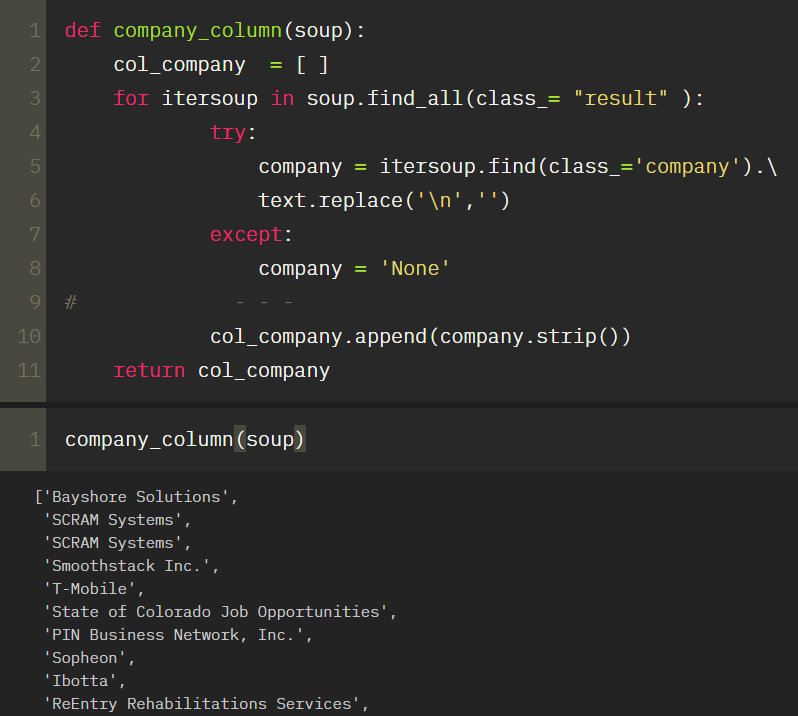 1 def company_column(soup):
2     col_company  = [ ]
3     for itersoup in soup.find_all(class_= "result" ):
4             try:
5                 company = itersoup.find(class_='company').\
6                 text.replace('\n','')
7             except:
8                 company = 'None'
9 #             - - -
10             col_company.append(company.strip())
11     return col_company
1 company_column(soup)
['Bayshore Solutions',
 'SCRAM Systems',
 'SCRAM Systems',
 'Smoothstack Inc.',
 'T-Mobile',
 'State of Colorado Job Opportunities',
 'PIN Business Network, Inc.',
 'Sopheon',
 'Ibotta',
 'ReEntry Rehabilitations Services',